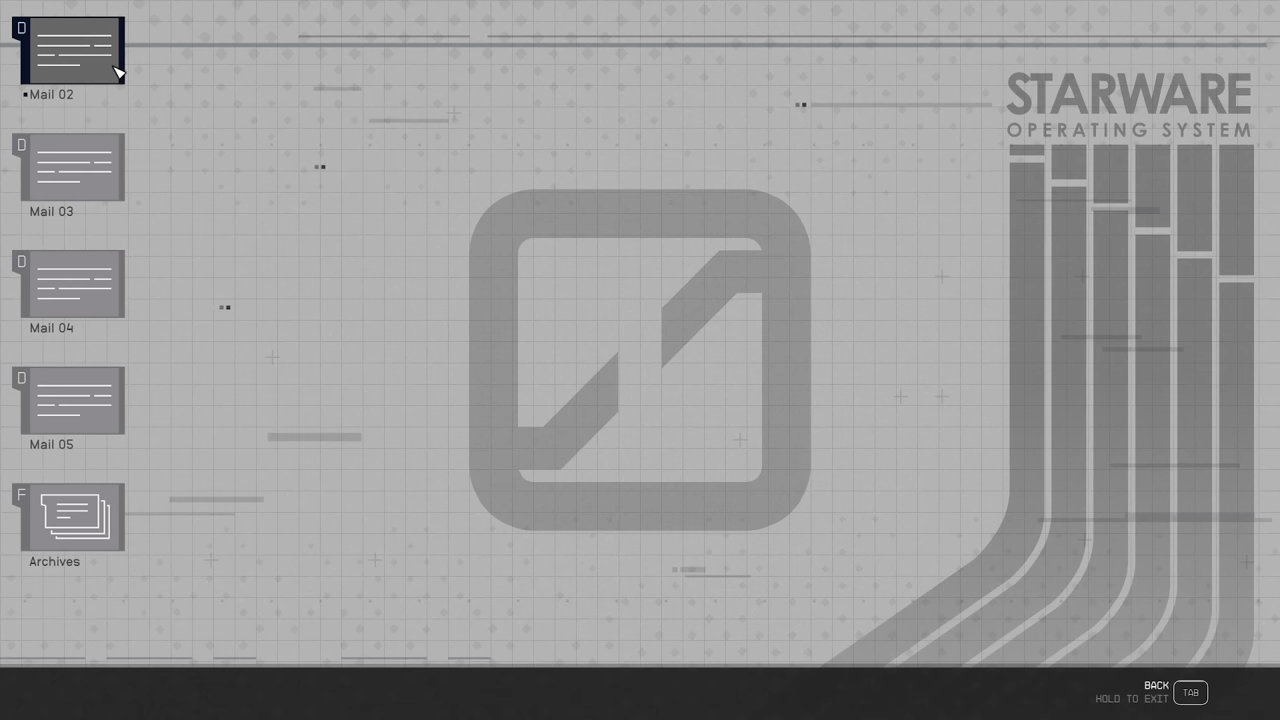 D
Mail 02
D
Mail 03
D
Mail 04
D
Mail 05
F
Archives
STARWARE
OPERATING SYSTEM
BACK
HOLD TO EXIT
TAB